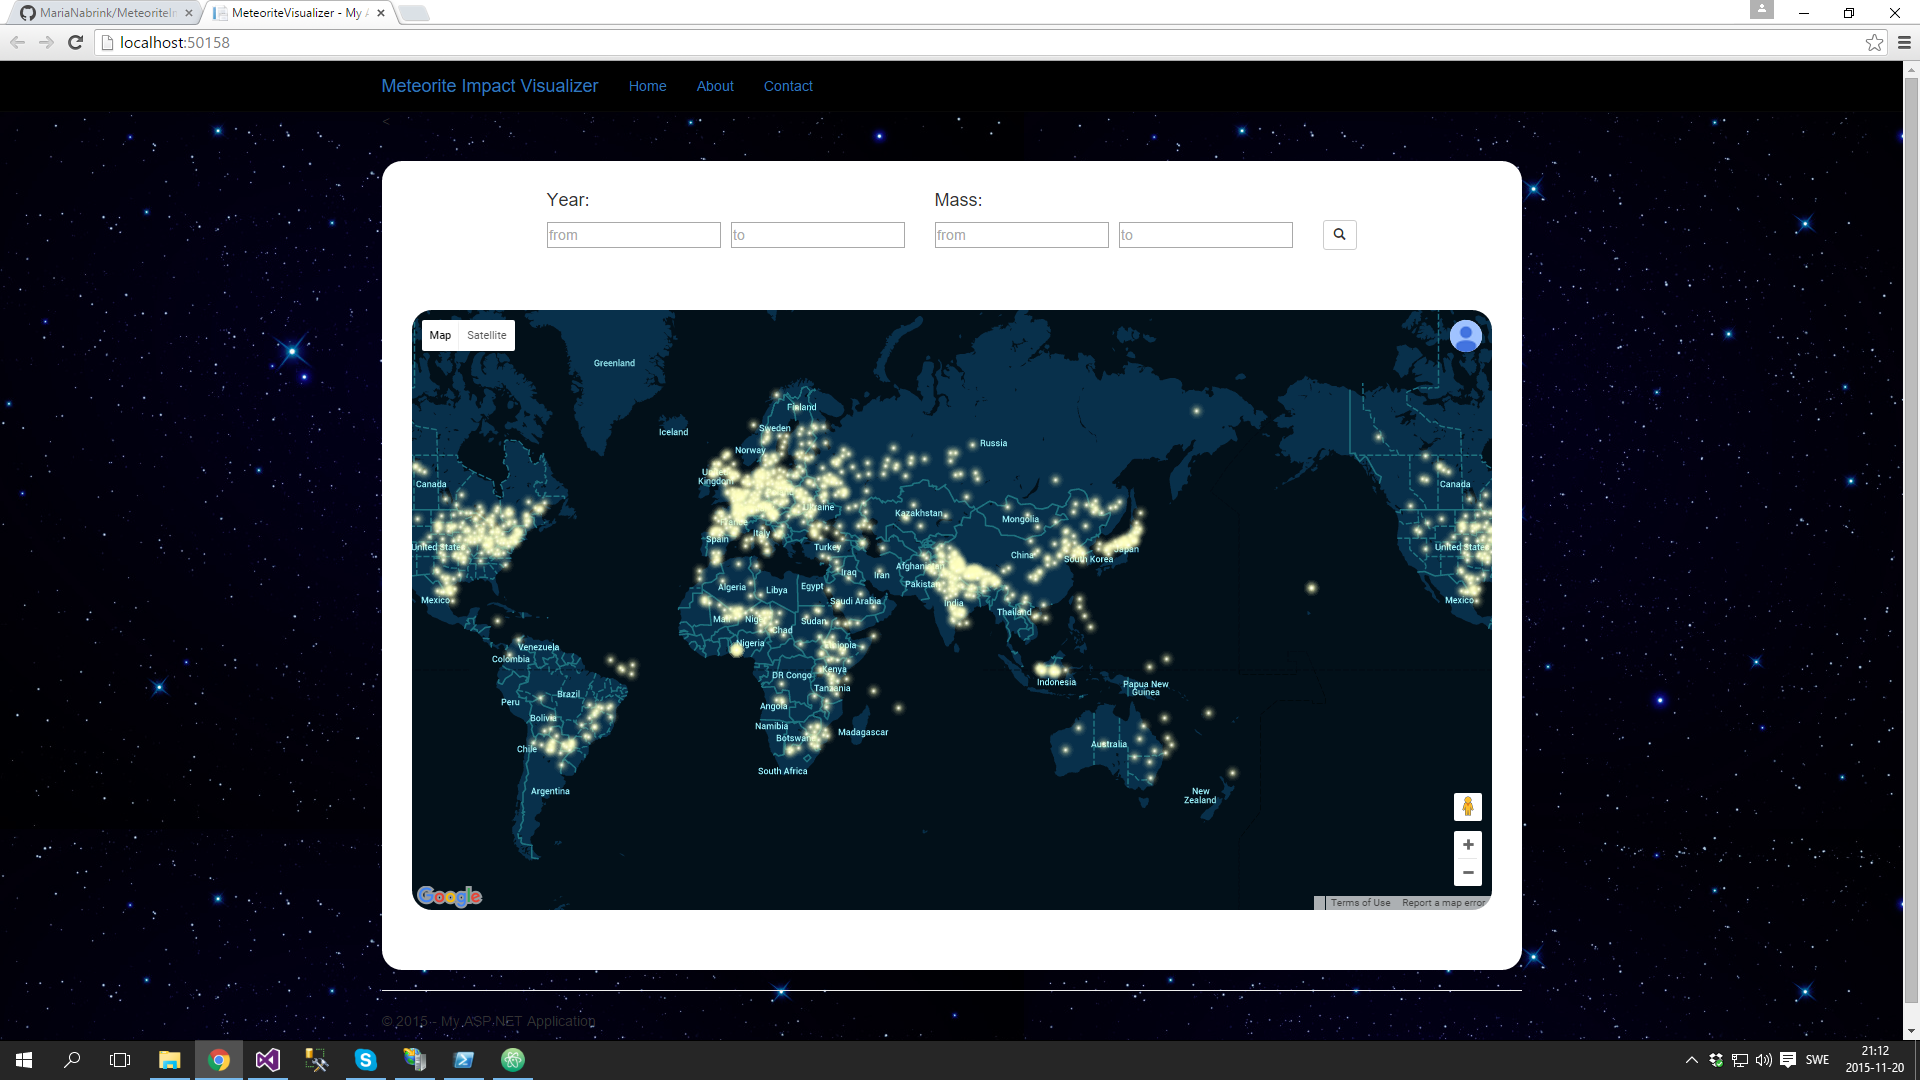 MariaNabrink/MeteoriteIn
MeteoriteVisualizer - My A
localhost:50158
Meteorite Impact Visualizer Home About Contact
<
Year: Mass:
from to from to
Map Satellite
Greenland
Finland
Iceland
Sweden
Russia
Norway
United Kingdom
Canada
Canada
Ukraine
Kazakhstan
Mongolia
France
Italy
Spain
Turkey
United States
China
South Korea
Japan
United States
Afghanistan
Iraq
Iran
Pakistan
Algeria
Libya
Egypt
Saudi Arabia
India
Mexico
Thailand
Mexico
Mali
Niger
Chad
Sudan
Nigeria
Ethiopia
Venezuela
Colombia
Kenya
DR Congo
Tanzania
Indonesia
Papua New Guinea
Brazil
Peru
Angola
Bolivia
Namibia
Botswana
Madagascar
Chile
Australia
South Africa
Argentina
New Zealand
Google
Terms of Use Report a map error
© 2015 - My ASP.NET Application
SWE
21:12
2015-11-20